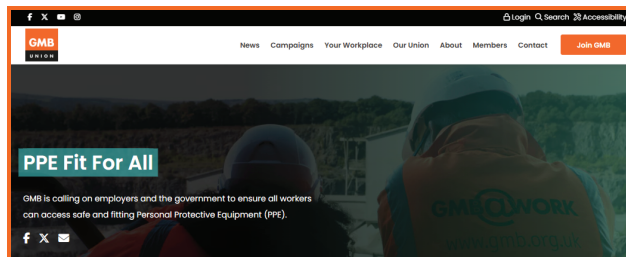 Login Search Accessibility
GMB
UNION
News Campaigns Your Workplace Our Union About Members Contact Join GMB
PPE Fit For All
GMB is calling on employers and the government to ensure all workers
can access safe and fitting Personal Protective Equipment (PPE).
GMB@WORK
www.gmb.org.uk